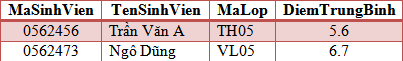 MaSinhVien TenSinhVien MaLop DiemTrungBinh
0562456 Trần Văn A TH05 5.6
0562473 Ngô Dũng VL05 6.7